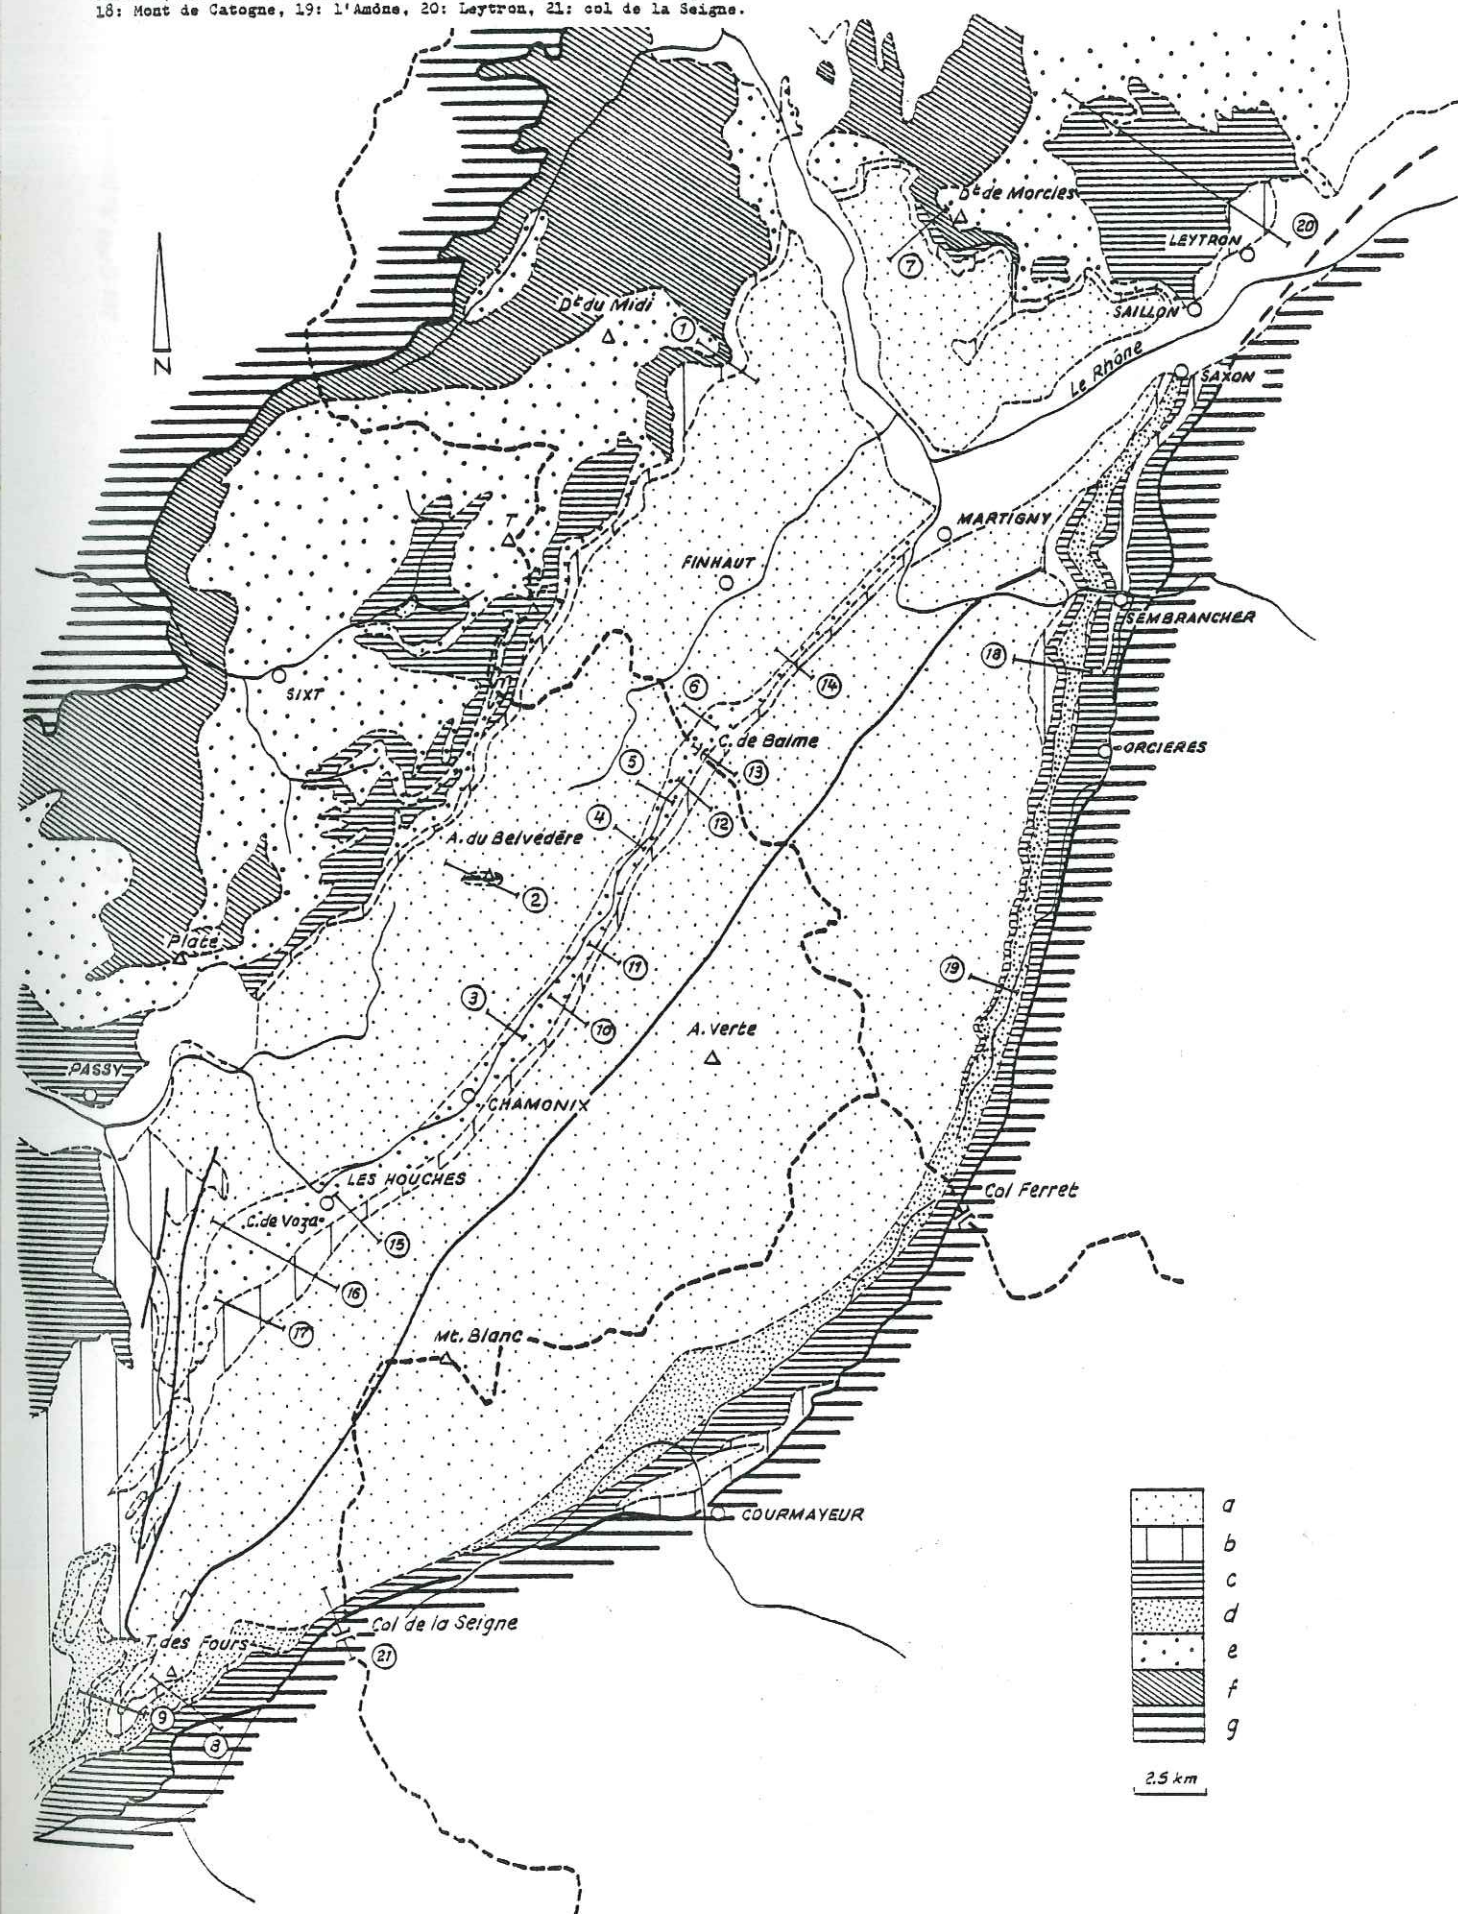 18: Mont de Catogne, 19: l'Amône, 20: Leytron, 21: col de la Seigne.
Dt de Morcles
20
LEYTRON
7
Dt du Midi
SAILLON
1
N
Le Rhône
SAXON
T
MARTIGNY
FINHAUT
SEMBRANCHER
18
SIXT
6
14
C. de Balme
ORCIERES
5
13
4
12
A. du Belvédère
2
Platé
11
19
3
10
A. verte
PASSY
CHAMONIX
LES HOUCHES
Col Ferret
C. de Voza
15
16
17
Mt. Blanc
a
COURMAYEUR
b
c
d
Col de la Seigne
T. des Fours
e
21
f
9
g
8
2.5 km